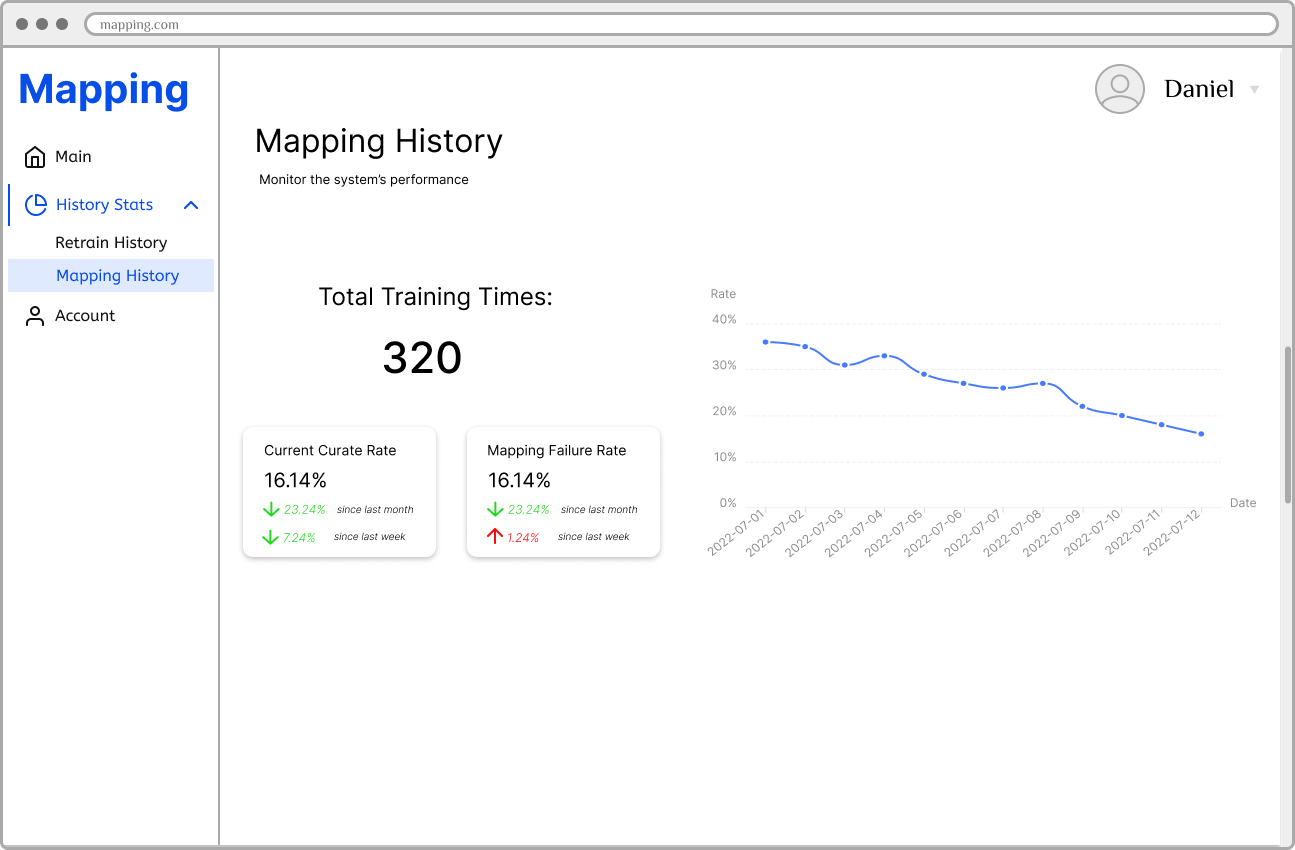 mapping.com
Mapping
Daniel
Main
History Stats
Retrain History
Mapping History
Account
Mapping History
Monitor the system's performance
Total Training Times:
320
Current Curate Rate
16.14%
23.24% since last month
7.24% since last week
Mapping Failure Rate
16.14%
23.24% since last month
1.24% since last week
Rate
40%
30%
20%
10%
0%
Date
2022-07-01
2022-07-02
2022-07-03
2022-07-04
2022-07-05
2022-07-06
2022-07-07
2022-07-08
2022-07-09
2022-07-10
2022-07-11
2022-07-12